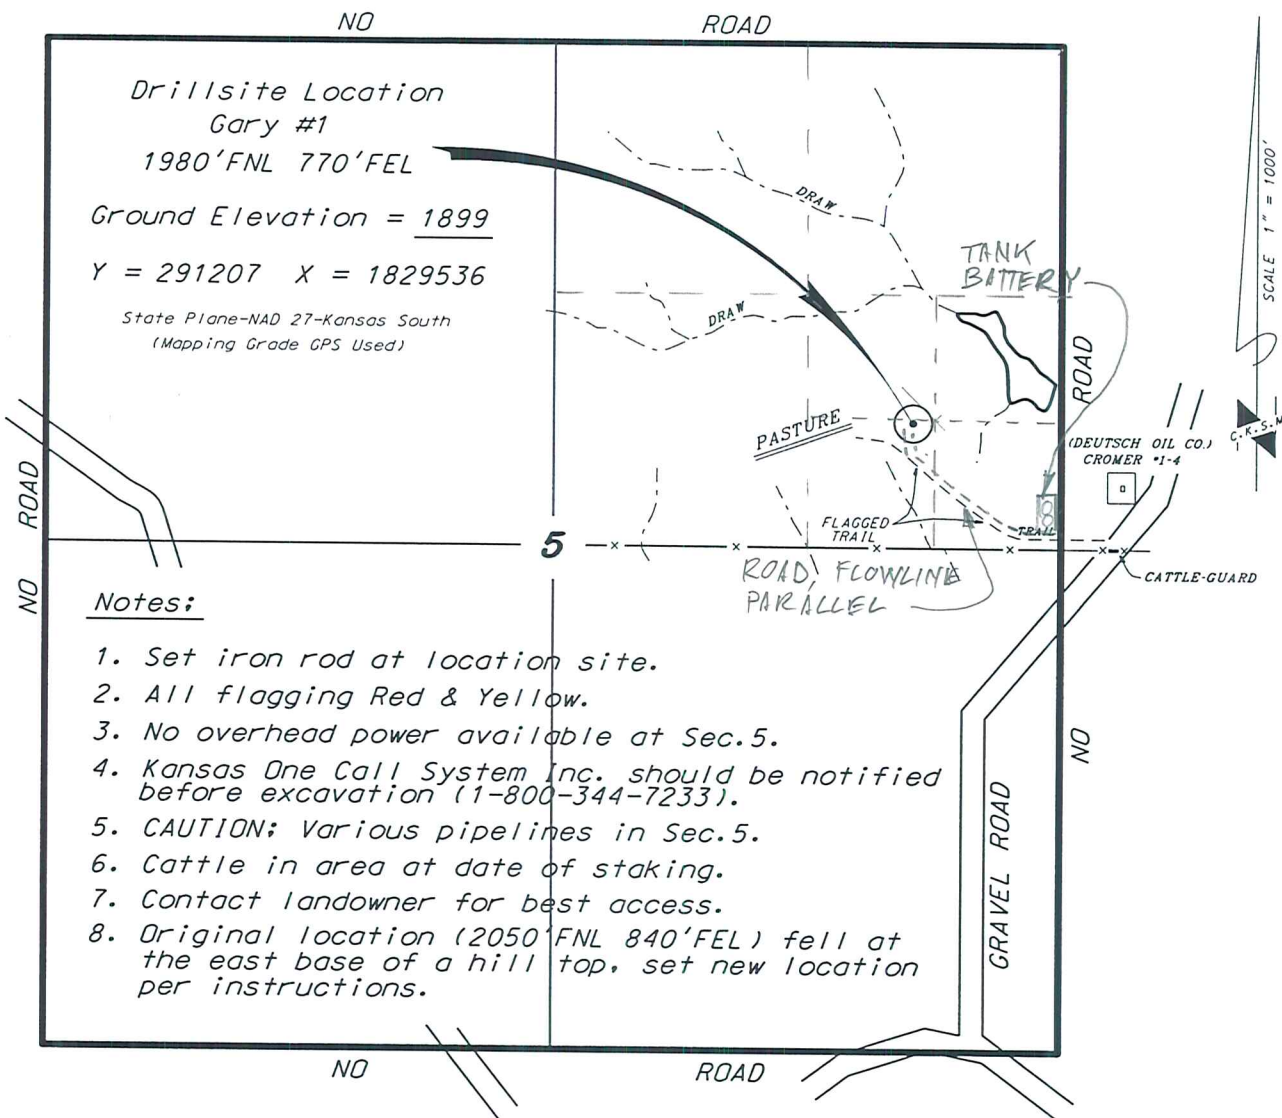 NO ROAD
Drillsite Location
Gary #1
1980'FNL 770'FEL
Ground Elevation = 1899
Y = 291207 X = 1829536
State Plane-NAD 27-Kansas South
(Mapping Grade GPS Used)
DRAW
DRAW
TANK
BATTERY
SCALE 1" = 1000'
ROAD
PASTURE
(DEUTSCH OIL CO.)
CROMER #1-4
C.K.S.M.
NO ROAD
FLAGGED
TRAIL
TRAIL
5
ROAD, FLOWLINE
PARALLEL
CATTLE-GUARD
NO
GRAVEL ROAD
Notes:
1. Set iron rod at location site.
2. All flagging Red & Yellow.
3. No overhead power available at Sec.5.
4. Kansas One Call System Inc. should be notified
before excavation (1-800-344-7233).
5. CAUTION: Various pipelines in Sec.5.
6. Cattle in area at date of staking.
7. Contact landowner for best access.
8. Original location (2050'FNL 840'FEL) fell at
the east base of a hill top, set new location
per instructions.
NO ROAD